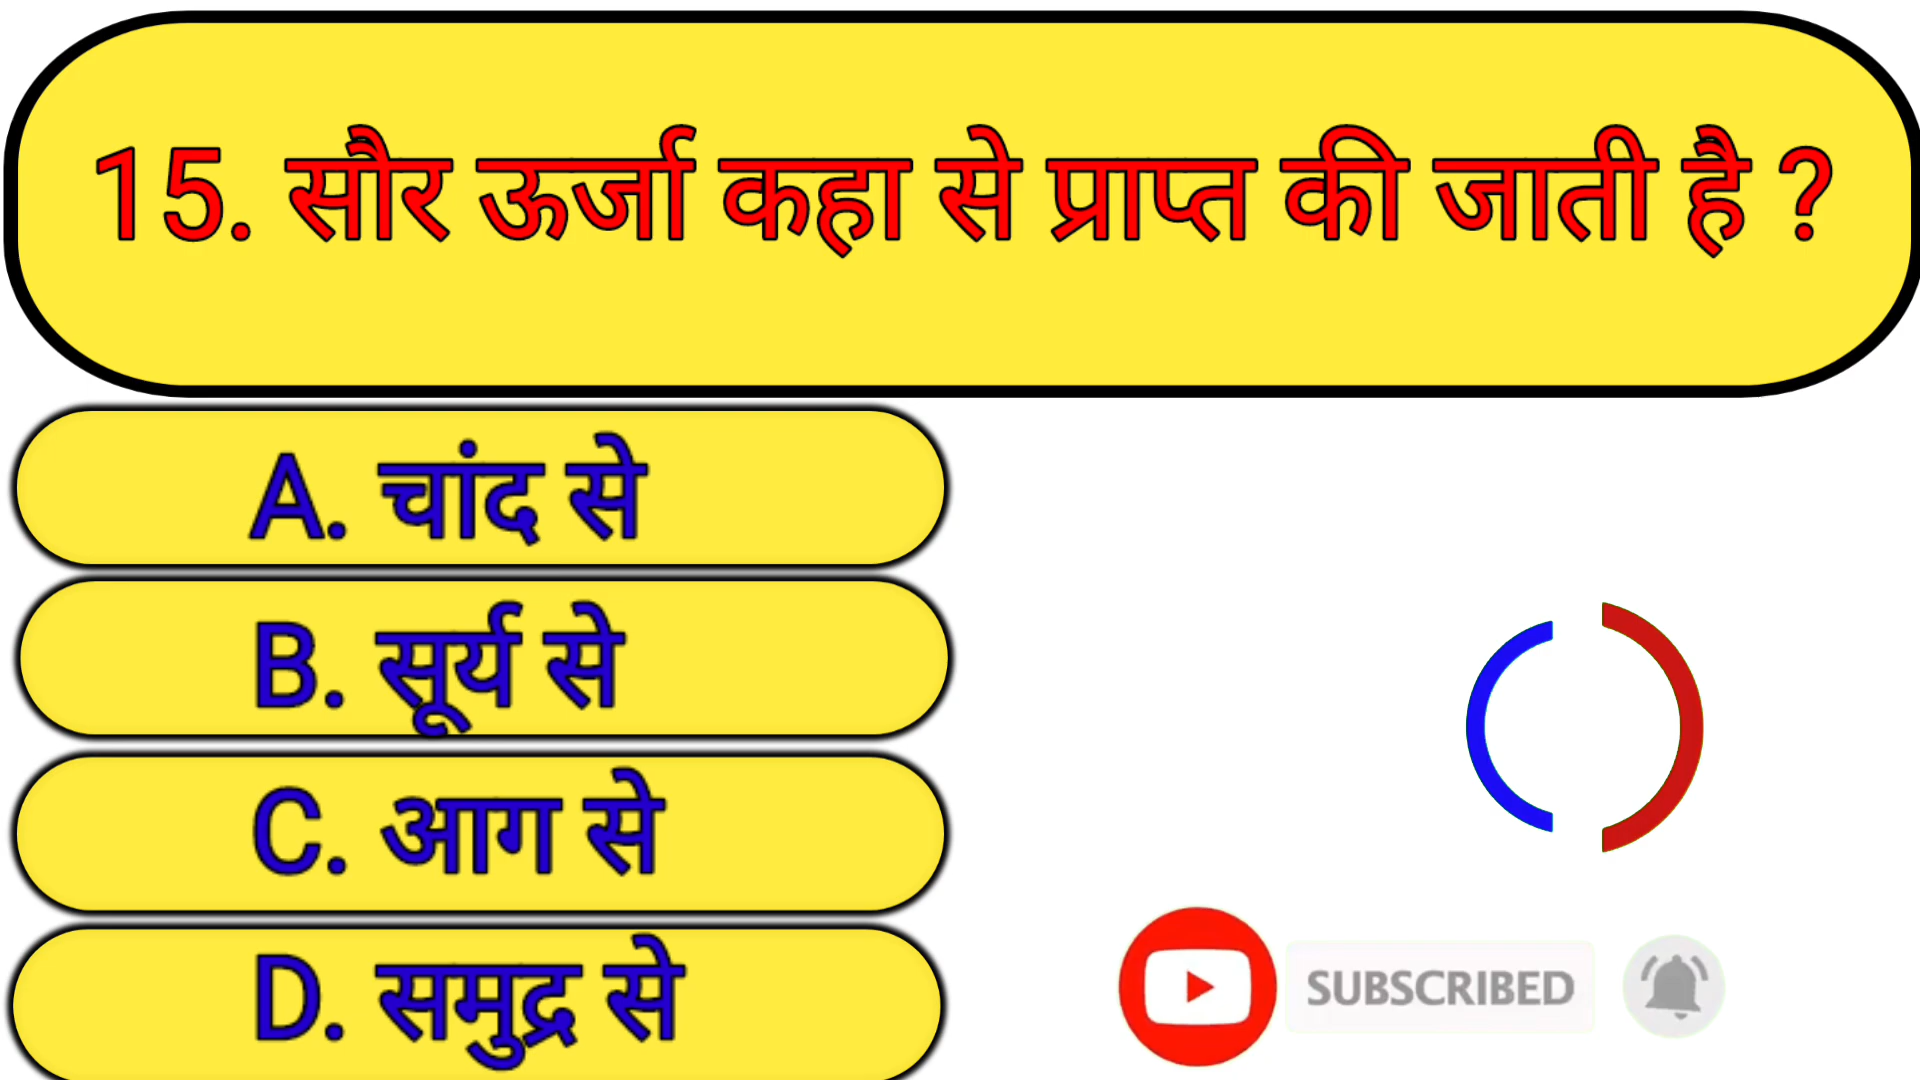 15. सौर ऊर्जा कहा से प्राप्त की जाती है ?
A. चांद से
B. सूर्य से
C. आग से
D. समुद्र से
SUBSCRIBED